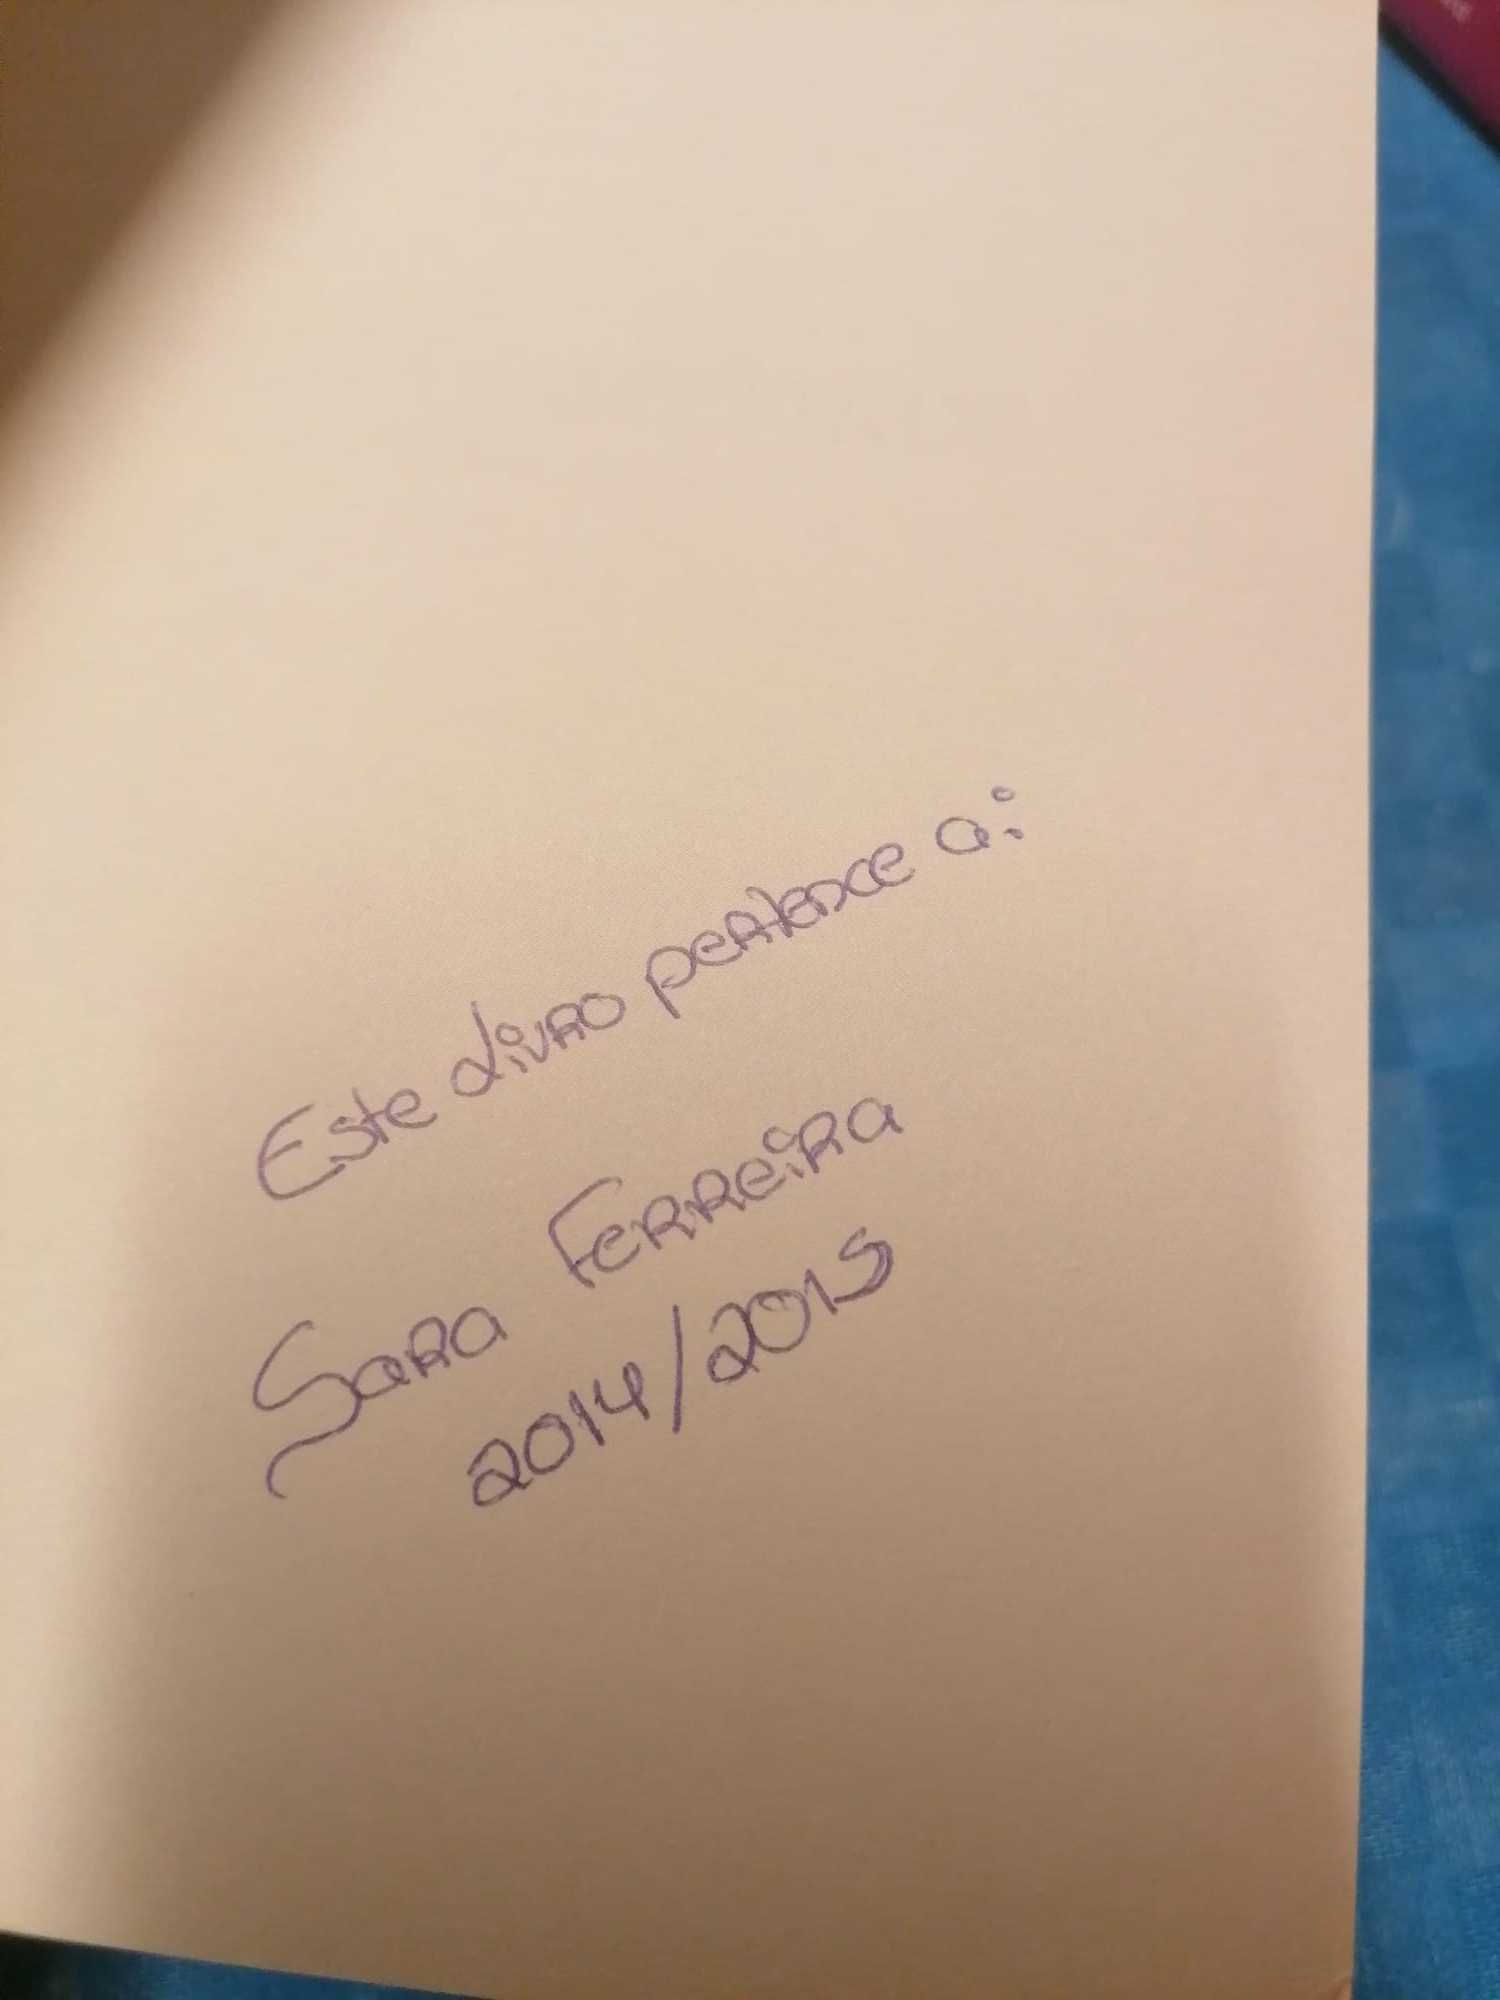 Este livro pertence a:
Sara Ferreira
2014/2015